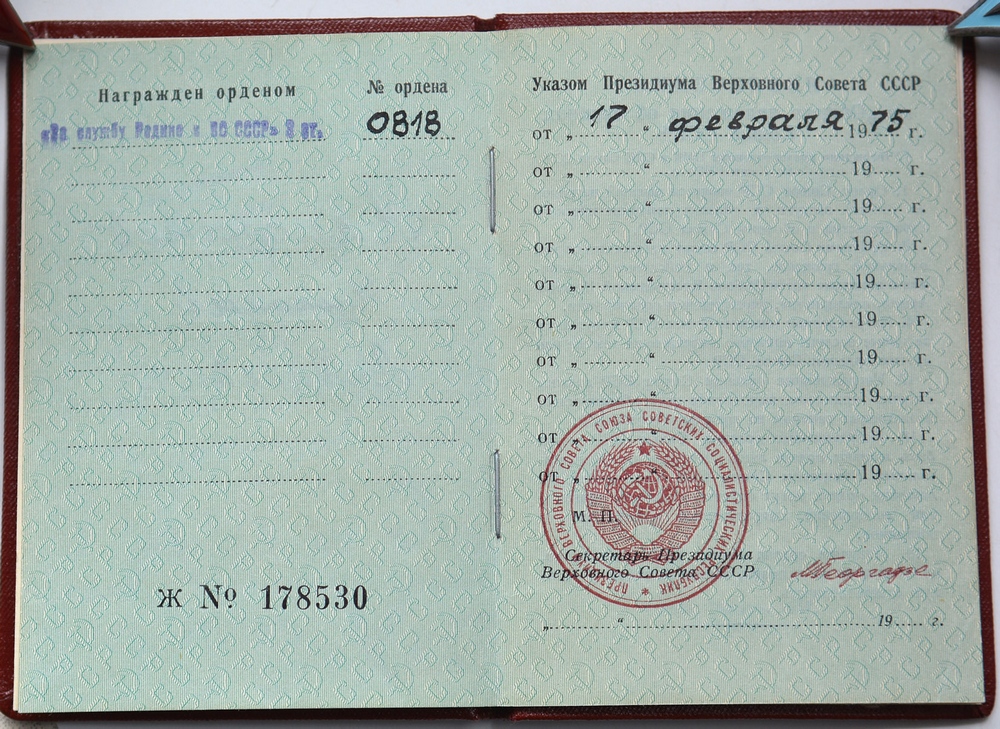 Награжден орденом
№ ордена
«За службу Родине в ВС СССР» 3 ст.
0818
Ж № 178530
Указом Президиума Верховного Совета СССР
от „ 17 “ февраля 1975 г.
от „ “ 19 г.
от „ “ 19 г.
от „ “ 19 г.
от „ “ 19 г.
от „ “ 19 г.
от „ “ 19 г.
от „ “ 19 г.
от „ “ 19 г.
от „ “ 19 г.
М. П.
ПРЕЗИДИУМ ВЕРХОВНОГО СОВЕТА СОЮЗА СОВЕТСКИХ СОЦИАЛИСТИЧЕСКИХ РЕСПУБЛИК
Секретарь Президиума
Верховного Совета СССР
МГеоргадзе
„ “ 19 г.